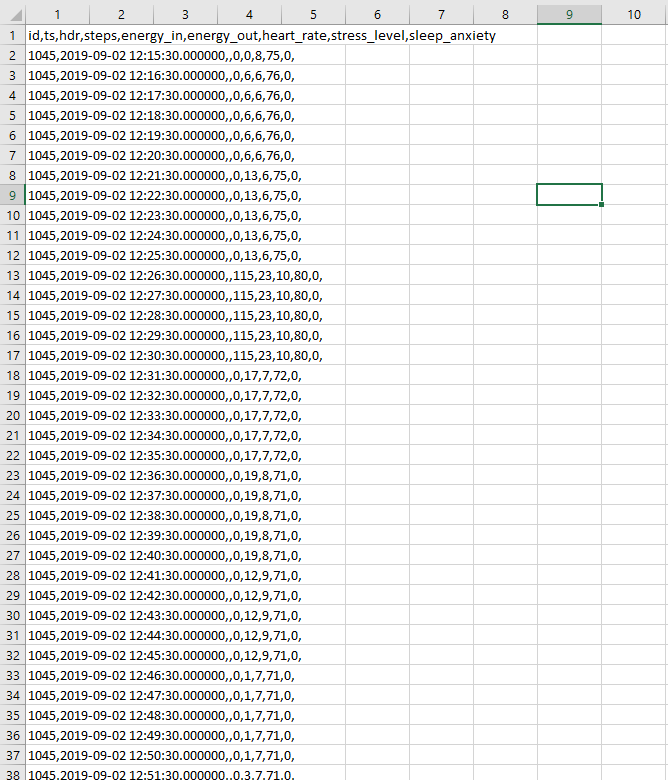 1 2 3 4 5 6 7 8 9 10
1 id,ts,hdr,steps,energy_in,energy_out,heart_rate,stress_level,sleep_anxiety
2 1045,2019-09-02 12:15:30.000000,,0,0,8,75,0,
3 1045,2019-09-02 12:16:30.000000,,0,6,6,76,0,
4 1045,2019-09-02 12:17:30.000000,,0,6,6,76,0,
5 1045,2019-09-02 12:18:30.000000,,0,6,6,76,0,
6 1045,2019-09-02 12:19:30.000000,,0,6,6,76,0,
7 1045,2019-09-02 12:20:30.000000,,0,6,6,76,0,
8 1045,2019-09-02 12:21:30.000000,,0,13,6,75,0,
9 1045,2019-09-02 12:22:30.000000,,0,13,6,75,0,
10 1045,2019-09-02 12:23:30.000000,,0,13,6,75,0,
11 1045,2019-09-02 12:24:30.000000,,0,13,6,75,0,
12 1045,2019-09-02 12:25:30.000000,,0,13,6,75,0,
13 1045,2019-09-02 12:26:30.000000,,115,23,10,80,0,
14 1045,2019-09-02 12:27:30.000000,,115,23,10,80,0,
15 1045,2019-09-02 12:28:30.000000,,115,23,10,80,0,
16 1045,2019-09-02 12:29:30.000000,,115,23,10,80,0,
17 1045,2019-09-02 12:30:30.000000,,115,23,10,80,0,
18 1045,2019-09-02 12:31:30.000000,,0,17,7,72,0,
19 1045,2019-09-02 12:32:30.000000,,0,17,7,72,0,
20 1045,2019-09-02 12:33:30.000000,,0,17,7,72,0,
21 1045,2019-09-02 12:34:30.000000,,0,17,7,72,0,
22 1045,2019-09-02 12:35:30.000000,,0,17,7,72,0,
23 1045,2019-09-02 12:36:30.000000,,0,19,8,71,0,
24 1045,2019-09-02 12:37:30.000000,,0,19,8,71,0,
25 1045,2019-09-02 12:38:30.000000,,0,19,8,71,0,
26 1045,2019-09-02 12:39:30.000000,,0,19,8,71,0,
27 1045,2019-09-02 12:40:30.000000,,0,19,8,71,0,
28 1045,2019-09-02 12:41:30.000000,,0,12,9,71,0,
29 1045,2019-09-02 12:42:30.000000,,0,12,9,71,0,
30 1045,2019-09-02 12:43:30.000000,,0,12,9,71,0,
31 1045,2019-09-02 12:44:30.000000,,0,12,9,71,0,
32 1045,2019-09-02 12:45:30.000000,,0,12,9,71,0,
33 1045,2019-09-02 12:46:30.000000,,0,1,7,71,0,
34 1045,2019-09-02 12:47:30.000000,,0,1,7,71,0,
35 1045,2019-09-02 12:48:30.000000,,0,1,7,71,0,
36 1045,2019-09-02 12:49:30.000000,,0,1,7,71,0,
37 1045,2019-09-02 12:50:30.000000,,0,1,7,71,0,
38 1045,2019-09-02 12:51:30.000000,,0,3,7,71,0,